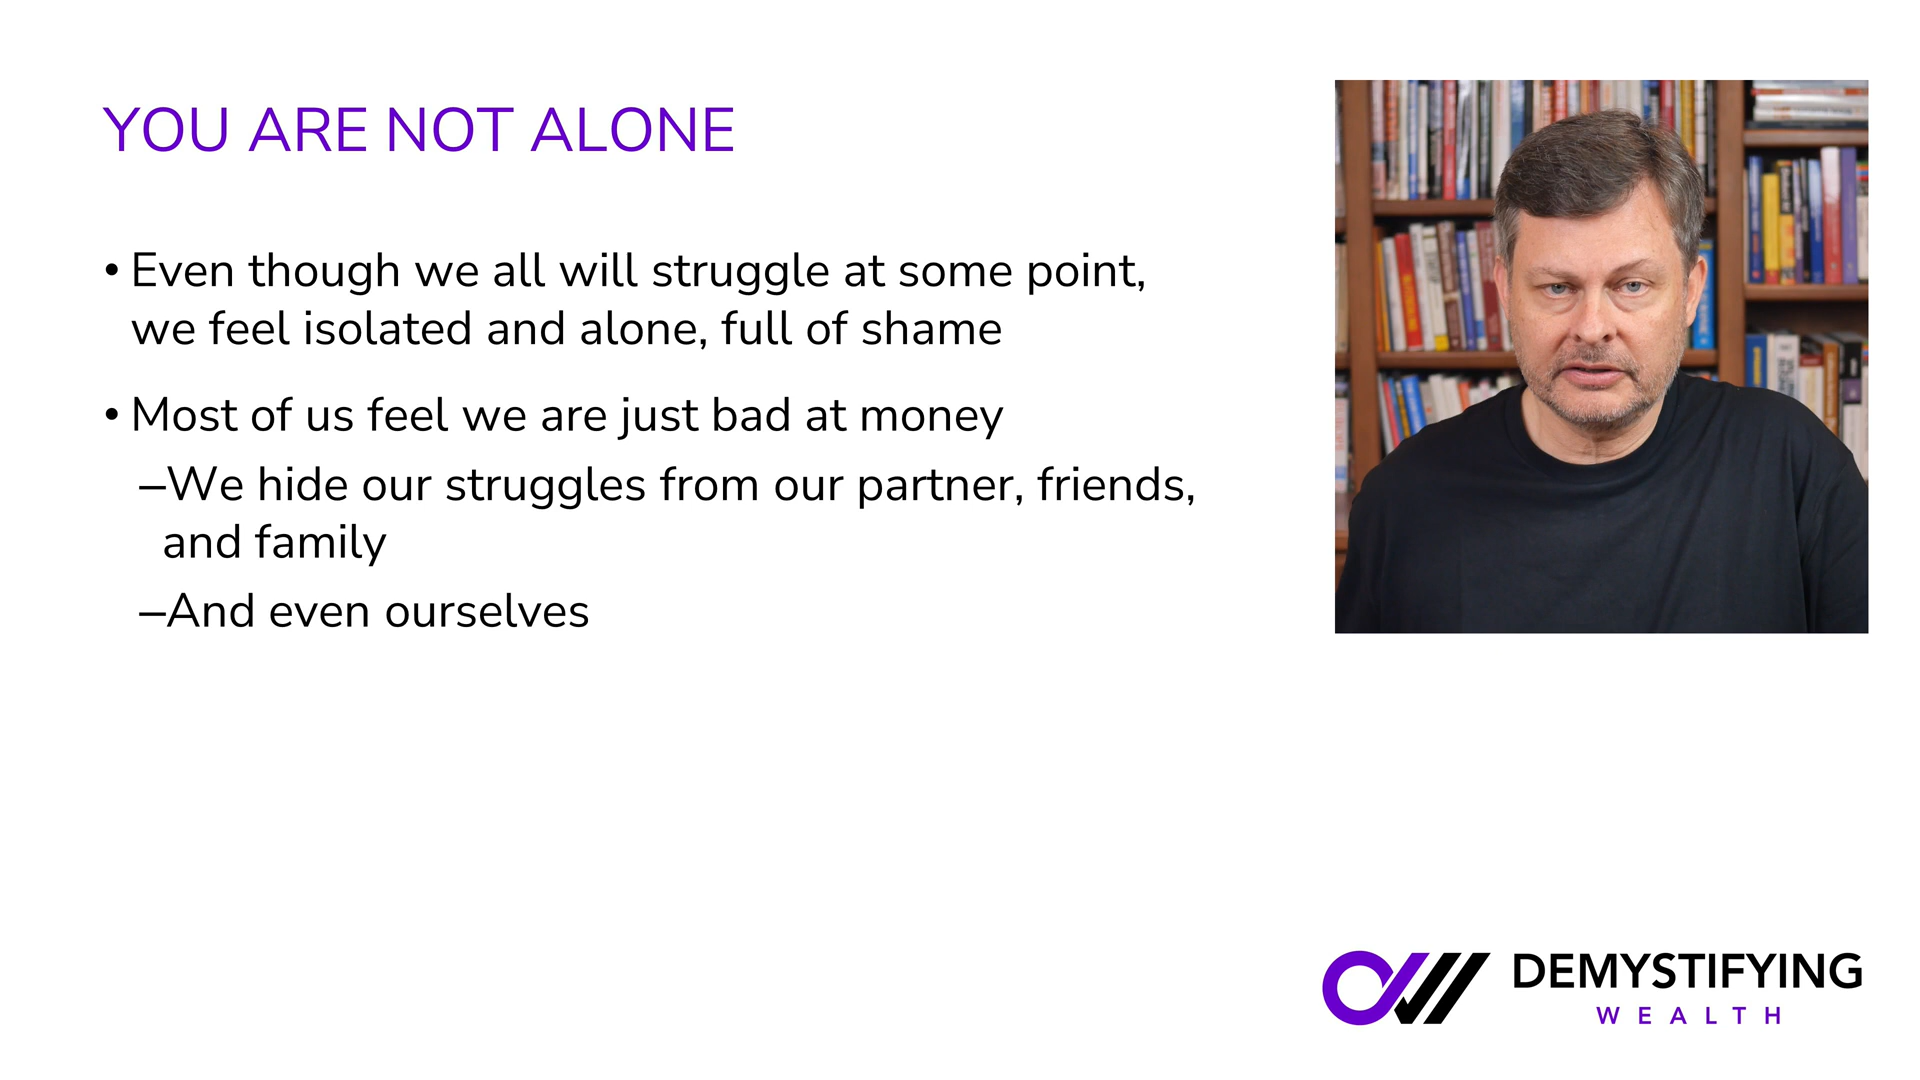 YOU ARE NOT ALONE
• Even though we all will struggle at some point,
we feel isolated and alone, full of shame
• Most of us feel we are just bad at money
–We hide our struggles from our partner, friends,
and family
–And even ourselves
DEMYSTIFYING
WEALTH